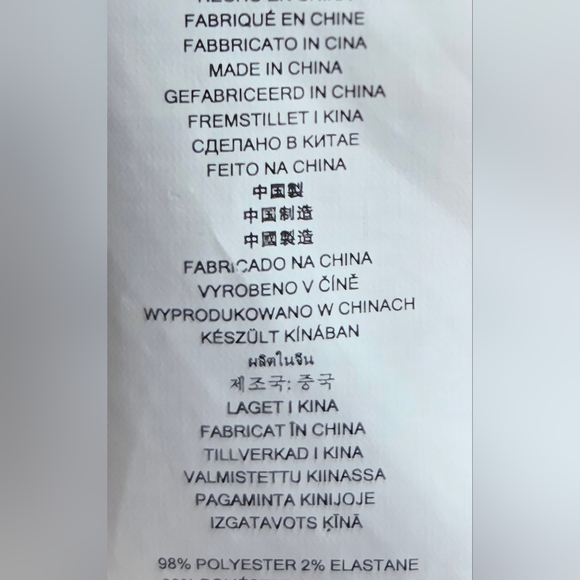 HECHO EN CHINA
FABRIQUÉ EN CHINE
FABBRICATO IN CINA
MADE IN CHINA
GEFABRICEERD IN CHINA
FREMSTILLET I KINA
СДЕЛАНО В КИТАЕ
FEITO NA CHINA
中国製
中国制造
中國製造
FABRICADO NA CHINA
VYROBENO V ČÍNĚ
WYPRODUKOWANO W CHINACH
KÉSZÜLT KÍNÁBAN
ผลิตในจีน
제조국: 중국
LAGET I KINA
FABRICAT ÎN CHINA
TILLVERKAD I KINA
VALMISTETTU KIINASSA
PAGAMINTA KINIJOJE
IZGATAVOTS ĶĪNĀ
98% POLYESTER 2% ELASTANE